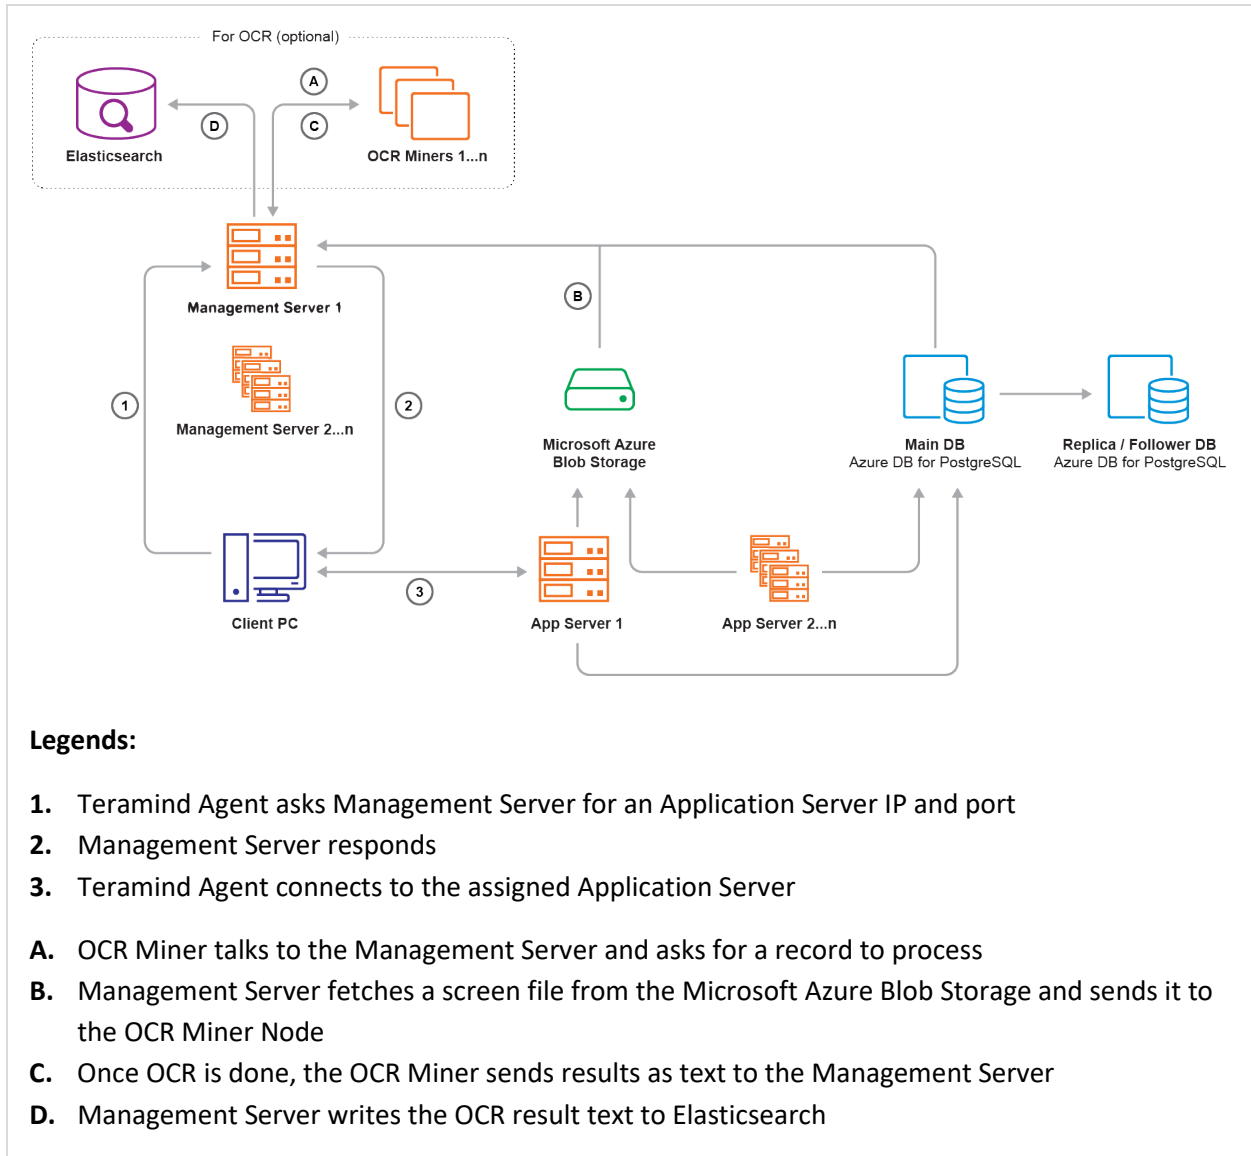 For OCR (optional)
A
D
C
Elasticsearch
OCR Miners 1...n
Management Server 1
B
1
2
Management Server 2...n
Microsoft Azure
Blob Storage
Main DB
Azure DB for PostgreSQL
Replica / Follower DB
Azure DB for PostgreSQL
3
Client PC
App Server 1
App Server 2...n
Legends:
1. Teramind Agent asks Management Server for an Application Server IP and port
2. Management Server responds
3. Teramind Agent connects to the assigned Application Server
A. OCR Miner talks to the Management Server and asks for a record to process
B. Management Server fetches a screen file from the Microsoft Azure Blob Storage and sends it to
the OCR Miner Node
C. Once OCR is done, the OCR Miner sends results as text to the Management Server
D. Management Server writes the OCR result text to Elasticsearch